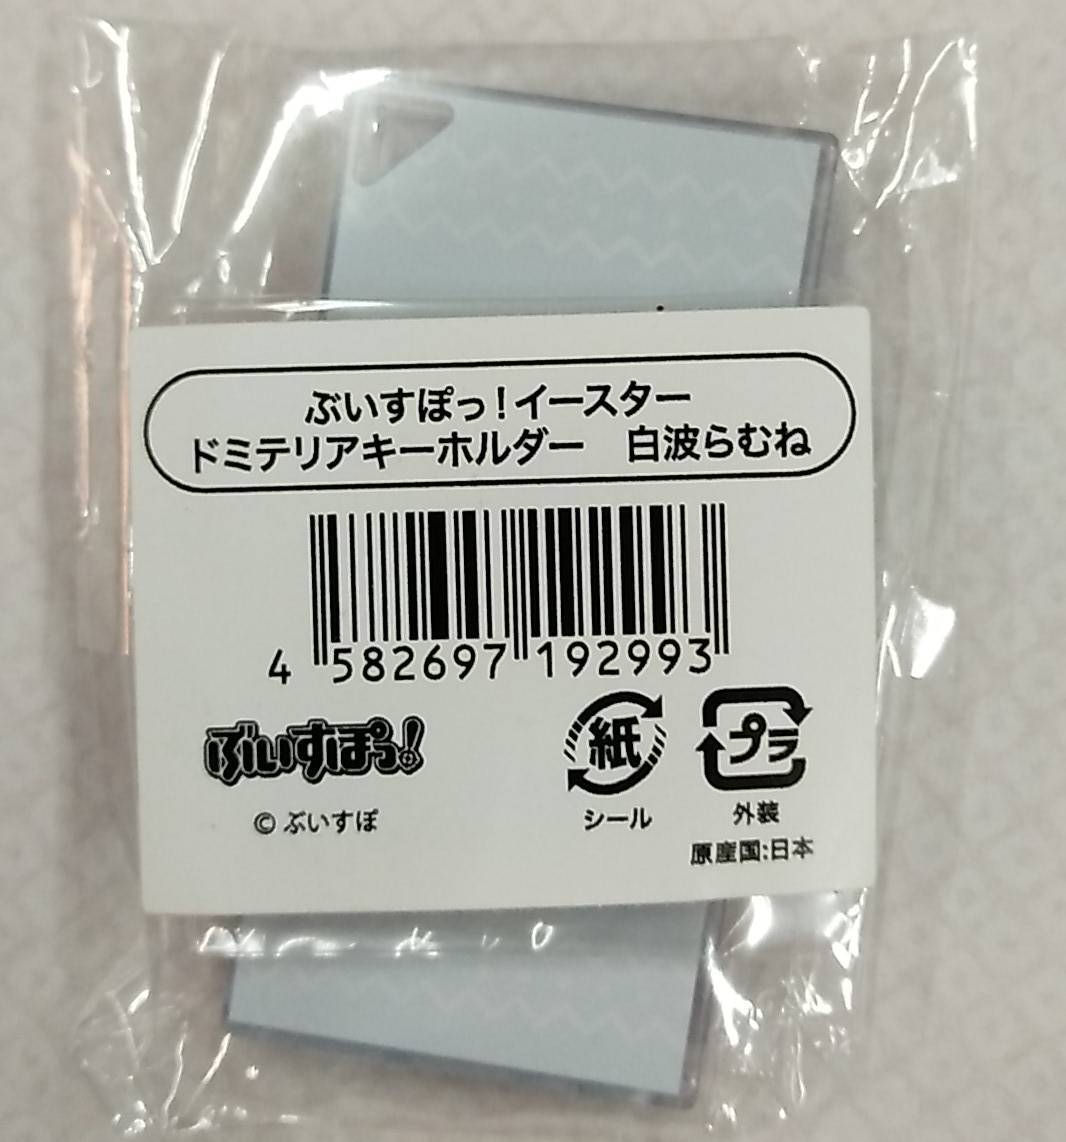 ぶいすぽっ!イースター
ドミテリアキーホルダー　白波らむね
4 582697 192993
ぶいすぽっ!
© ぶいすぽ
紙
シール
プラ
外装
原産国:日本